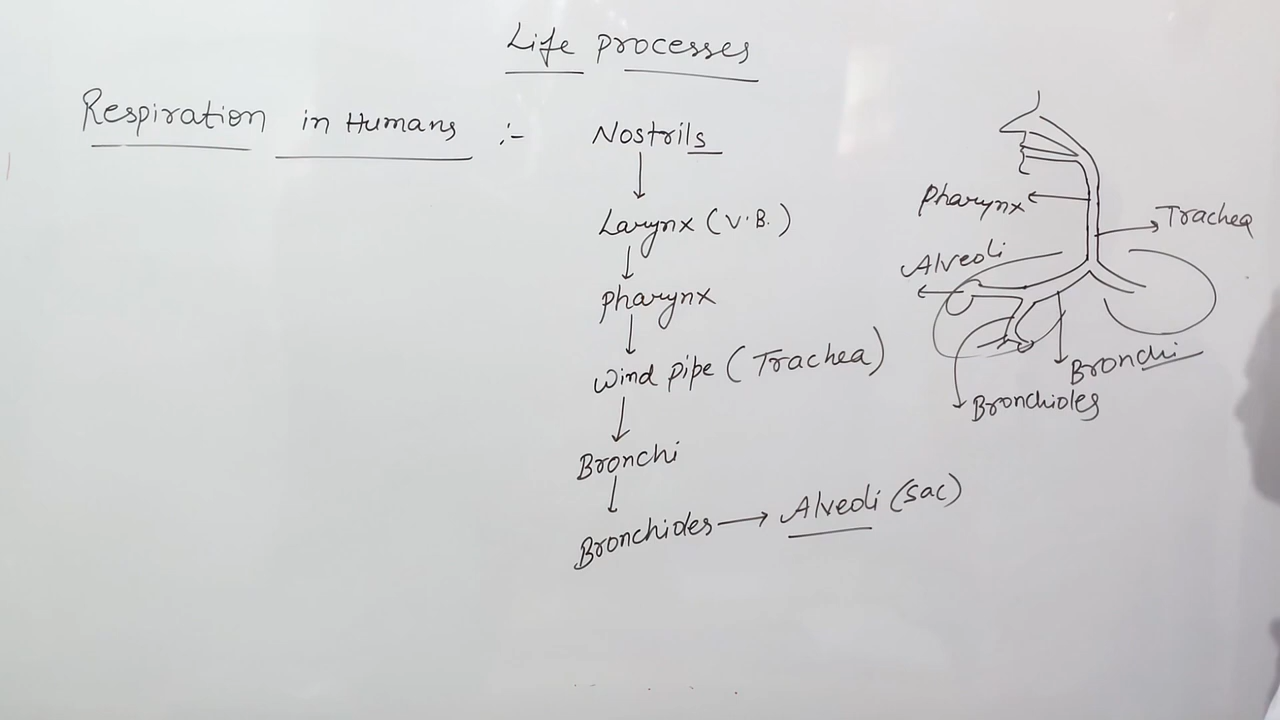 Life processes
Respiration in Humans :- Nostrils
Larynx (V.B.)
Pharynx
Wind pipe (Trachea)
Bronchi
Bronchioles → Alveoli (sac)
Pharynx
Trachea
Alveoli
Bronchi
Bronchioles